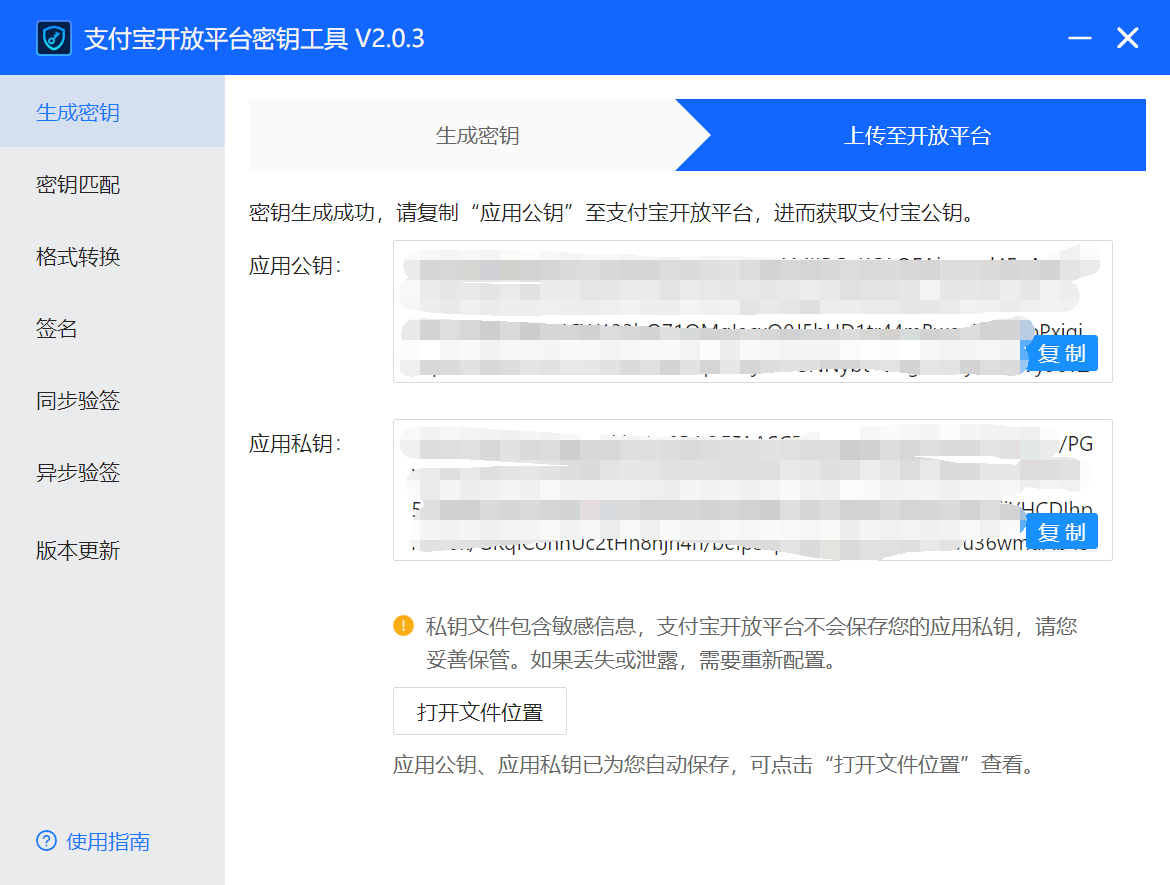 支付宝开放平台密钥工具 V2.0.3
生成密钥
密钥匹配
格式转换
签名
同步验签
异步验签
版本更新
使用指南
生成密钥
上传至开放平台
密钥生成成功，请复制“应用公钥”至支付宝开放平台，进而获取支付宝公钥。
应用公钥：
复制
应用私钥：
/PG
复制
私钥文件包含敏感信息，支付宝开放平台不会保存您的应用私钥，请您
妥善保管。如果丢失或泄露，需要重新配置。
打开文件位置
应用公钥、应用私钥已为您自动保存，可点击“打开文件位置”查看。